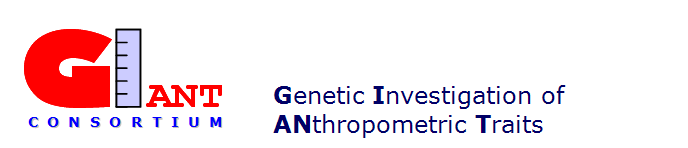 GIANT
CONSORTIUM
Genetic Investigation of
ANthropometric Traits